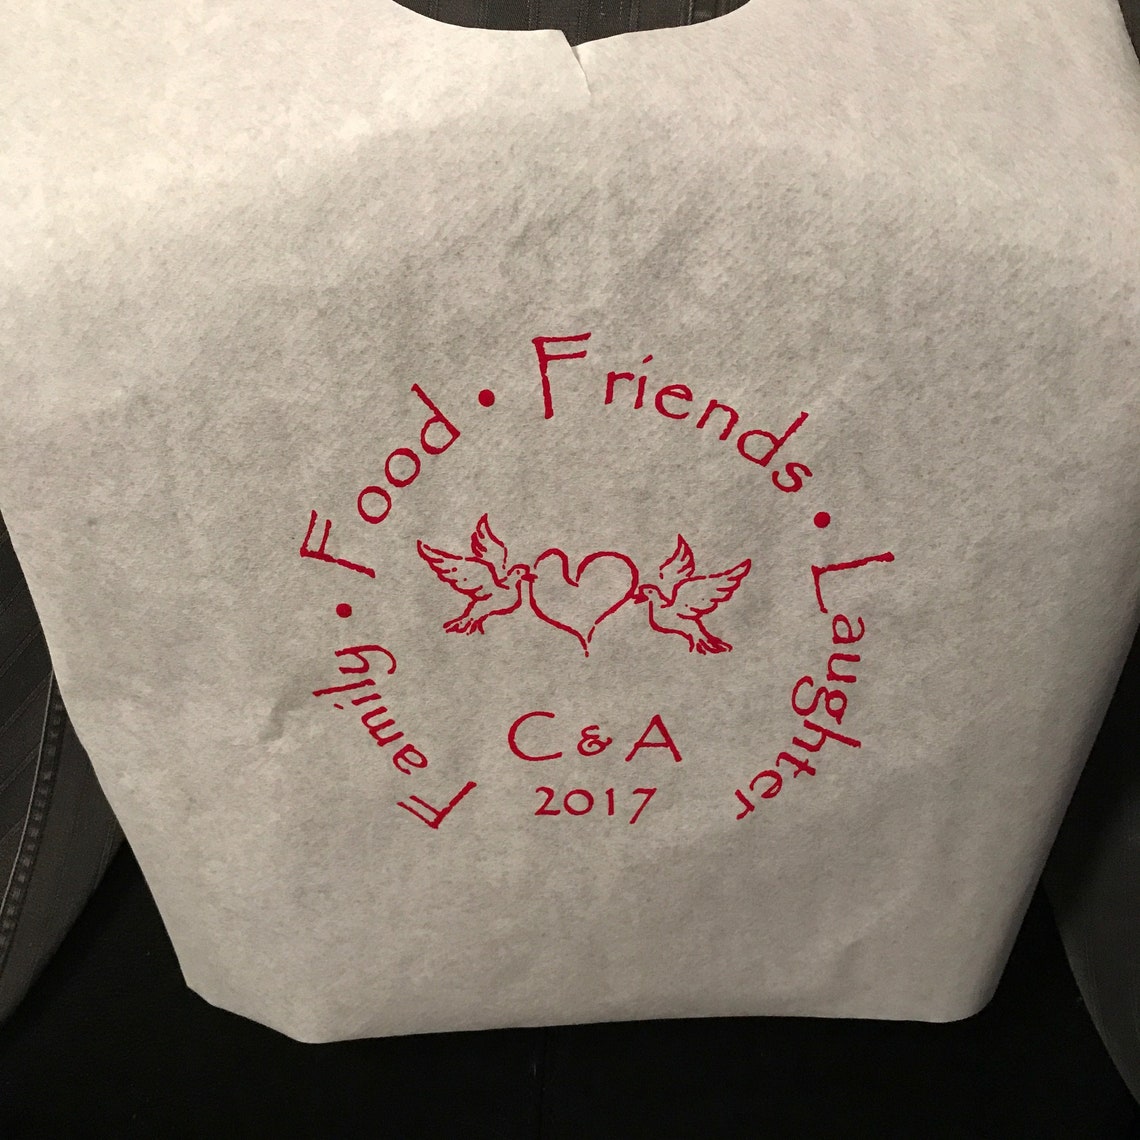 Family • Food • Friends • Laughter
C & A
2017